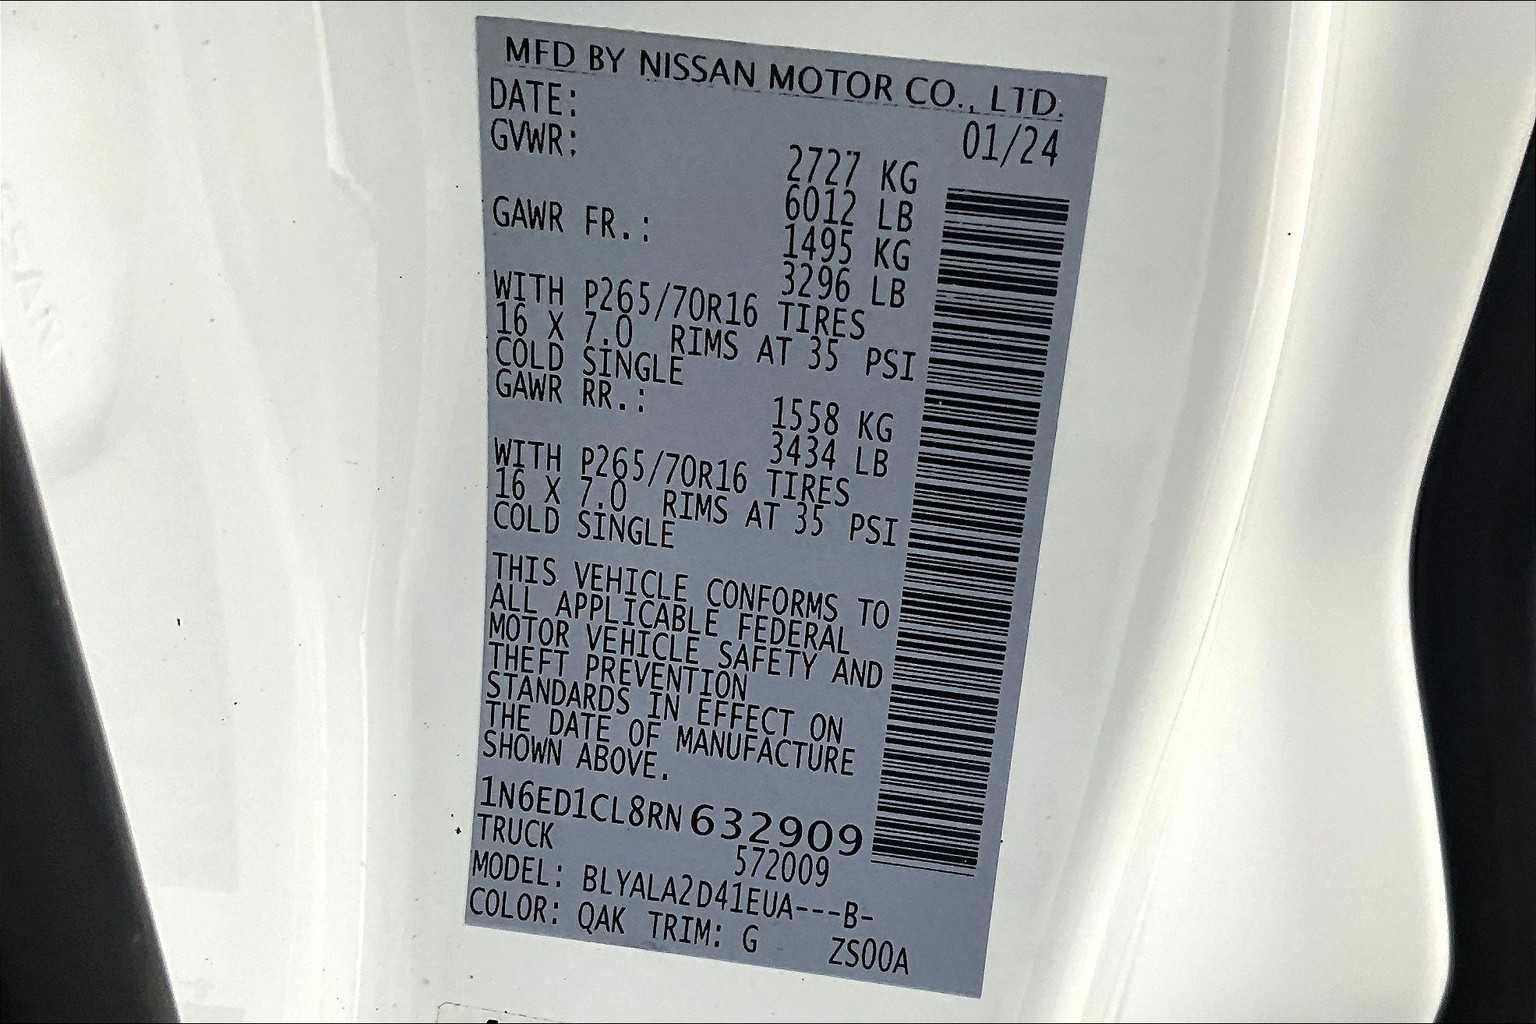 MFD BY NISSAN MOTOR CO., LTD.
DATE: 01/24
GVWR: 2727 KG
6012 LB
GAWR FR.: 1495 KG
3296 LB
WITH P265/70R16 TIRES
16 X 7.0 RIMS AT 35 PSI
COLD SINGLE
GAWR RR.: 1558 KG
3434 LB
WITH P265/70R16 TIRES
16 X 7.0 RIMS AT 35 PSI
COLD SINGLE
THIS VEHICLE CONFORMS TO
ALL APPLICABLE FEDERAL
MOTOR VEHICLE SAFETY AND
THEFT PREVENTION
STANDARDS IN EFFECT ON
THE DATE OF MANUFACTURE
SHOWN ABOVE.
1N6ED1CL8RN632909
TRUCK 572009
MODEL: BLYALA2D41EUA---B-
COLOR: QAK TRIM: G ZS00A